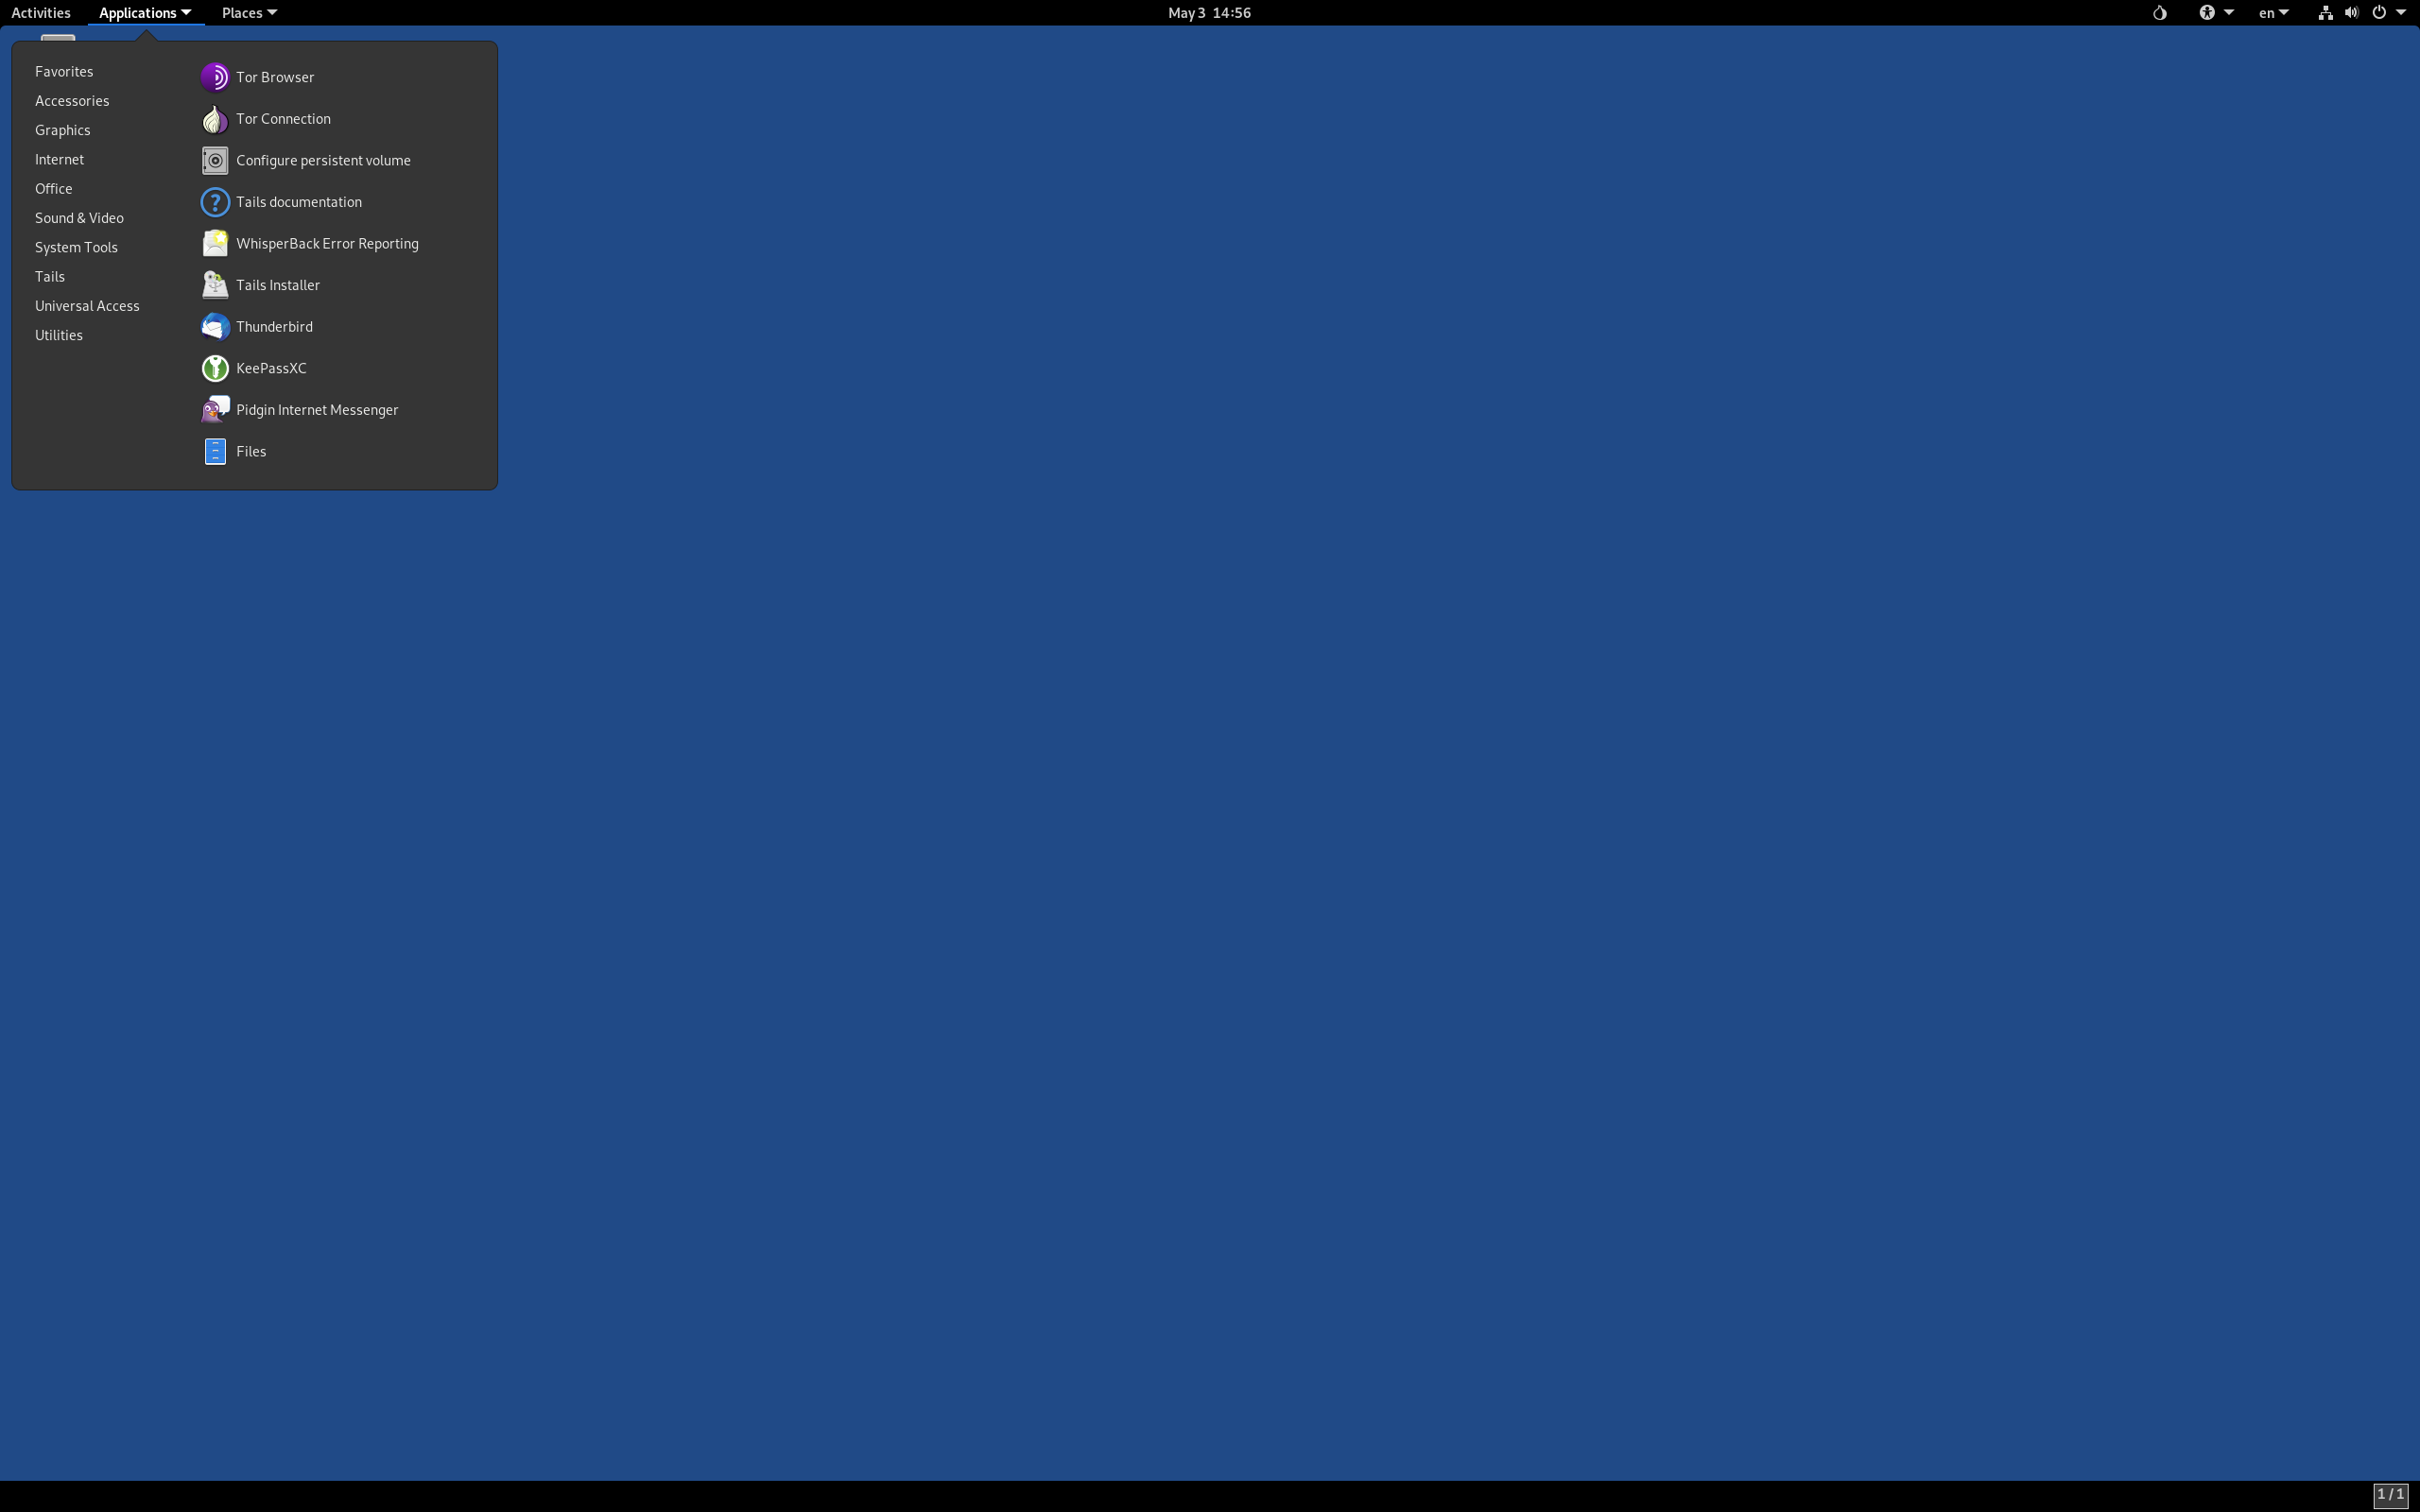 Activities Applications Places May 3 14:56 en
Favorites
Accessories
Graphics
Internet
Office
Sound & Video
System Tools
Tails
Universal Access
Utilities
Tor Browser
Tor Connection
Configure persistent volume
Tails documentation
WhisperBack Error Reporting
Tails Installer
Thunderbird
KeePassXC
Pidgin Internet Messenger
Files
1 / 1